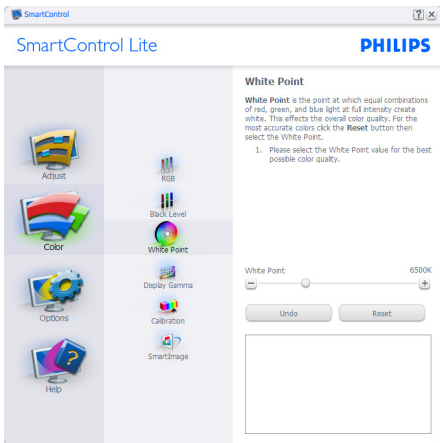 SmartControl
? ×
SmartControl Lite
PHILIPS
Adjust
Color
Options
Help
RGB
Black Level
White Point
Display Gamma
Calibration
SmartImage
White Point
White Point is the point at which equal combinations
of red, green, and blue light at full intensity create
white. This effects the overall color quality. For the
most accurate colors click the Reset button then
select the White Point.
1. Please select the White Point value for the best
possible color quality.
White Point 6500K
Undo Reset